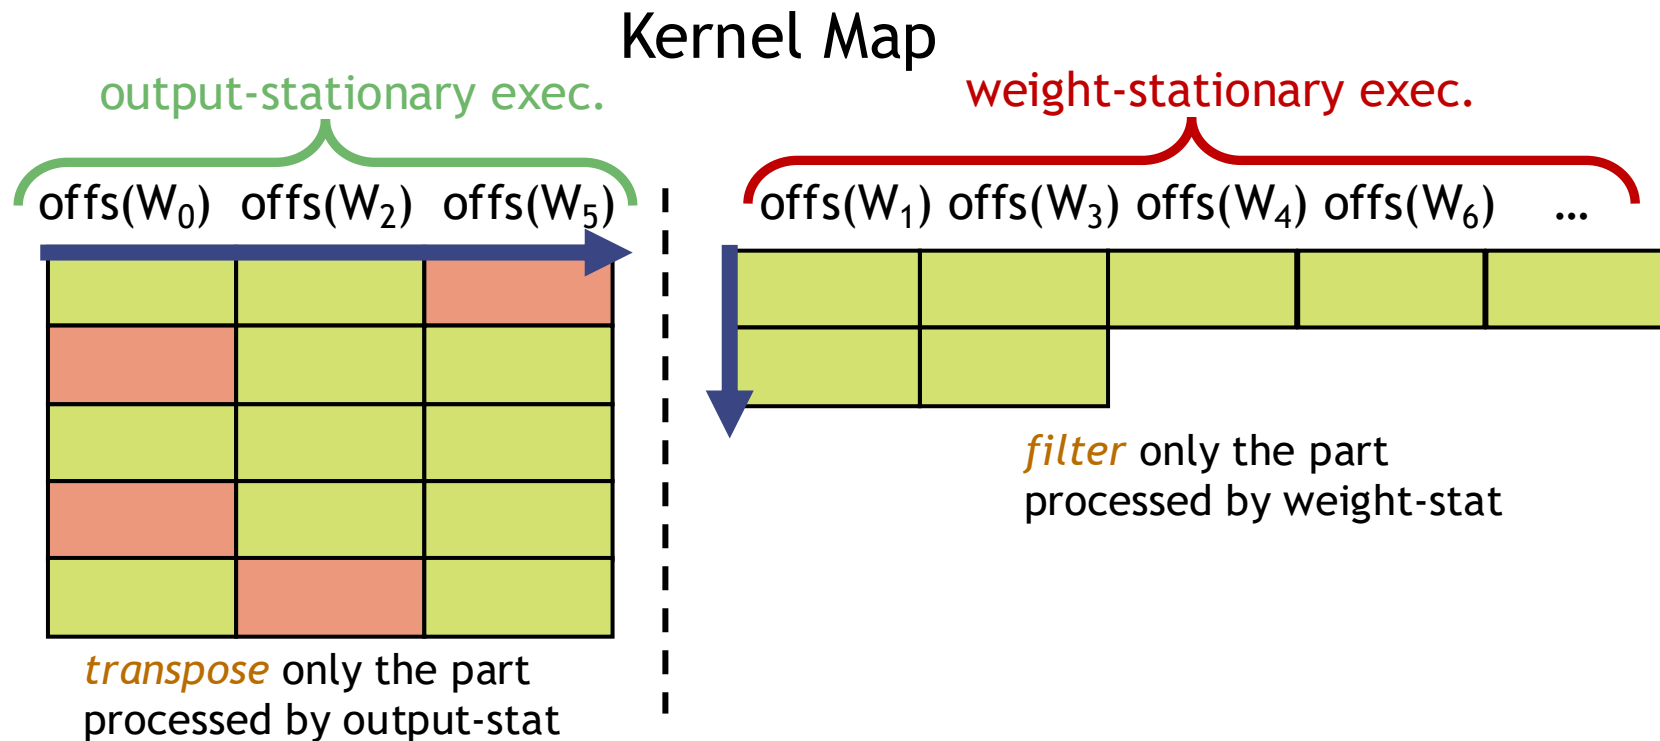 Kernel Map
output-stationary exec.
weight-stationary exec.
offs(W₀) offs(W₂) offs(W₅)
offs(W₁) offs(W₃) offs(W₄) offs(W₆) ...
filter only the part
processed by weight-stat
transpose only the part
processed by output-stat